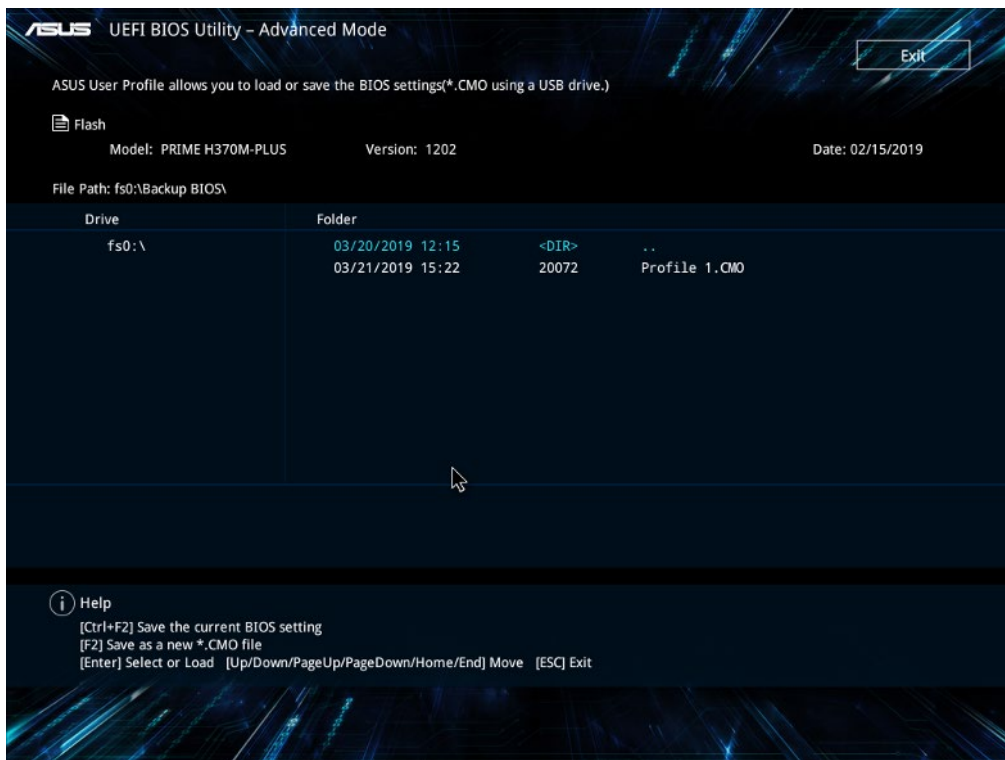 ASUS UEFI BIOS Utility – Advanced Mode
Exit
ASUS User Profile allows you to load or save the BIOS settings(*.CMO using a USB drive.)
Flash
Model: PRIME H370M-PLUS Version: 1202 Date: 02/15/2019
File Path: fs0:\Backup BIOS\
Drive Folder
fs0:\ 03/20/2019 12:15 <DIR> ..
03/21/2019 15:22 20072 Profile 1.CMO
i Help
[Ctrl+F2] Save the current BIOS setting
[F2] Save as a new *.CMO file
[Enter] Select or Load [Up/Down/PageUp/PageDown/Home/End] Move [ESC] Exit